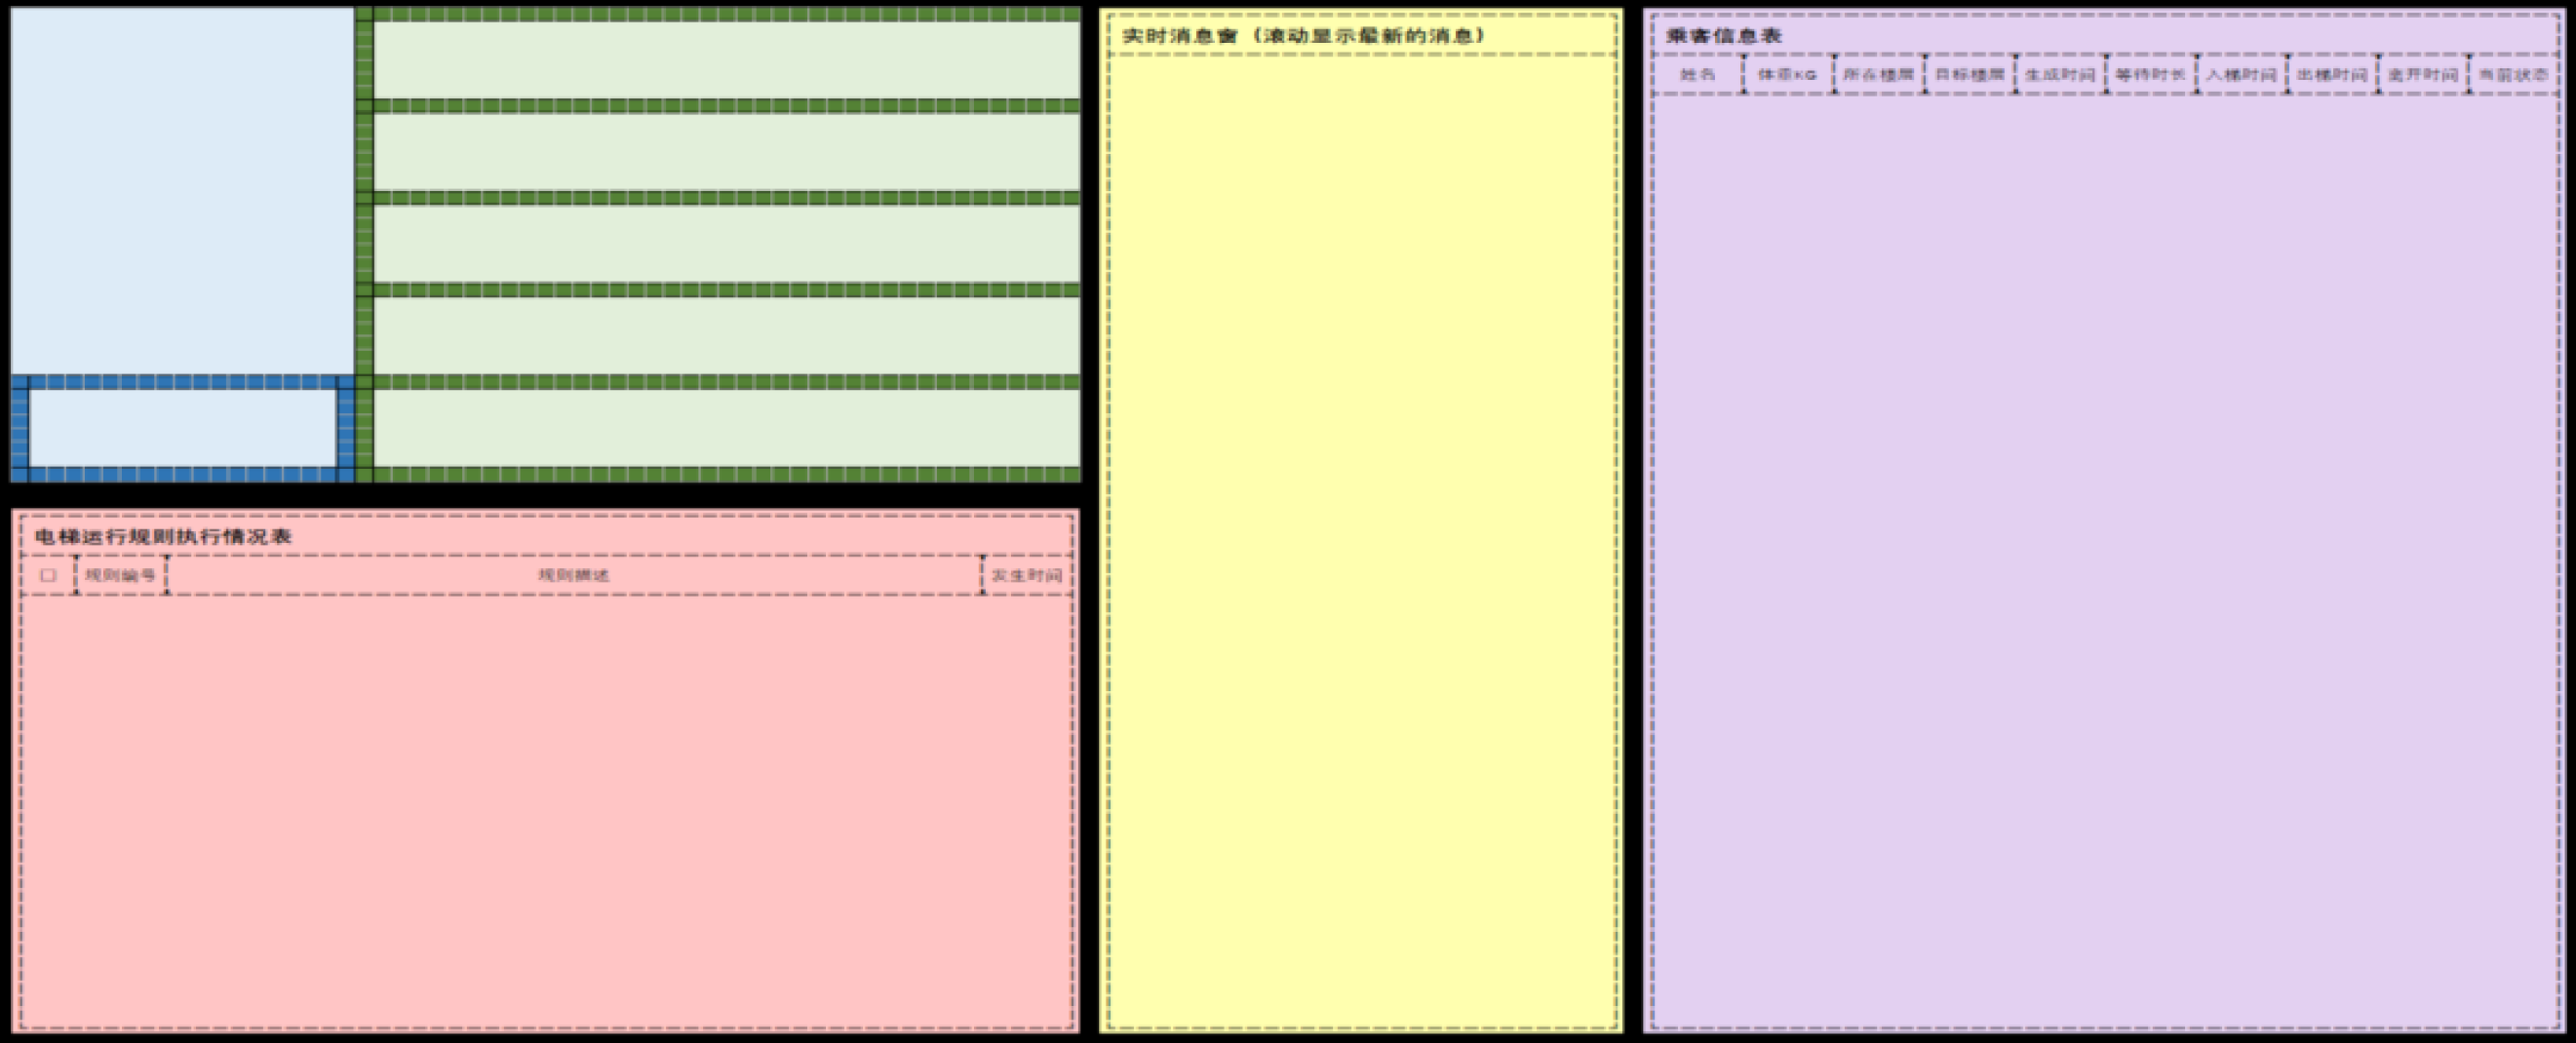 实时消息窗（滚动显示最新的消息）
乘客信息表
姓名 体重KG 所在楼层 目标楼层 生成时间 等待时长 入梯时间 出梯时间 离开时间 当前状态
电梯运行规则执行情况表
□ 规则编号 规则描述 发生时间